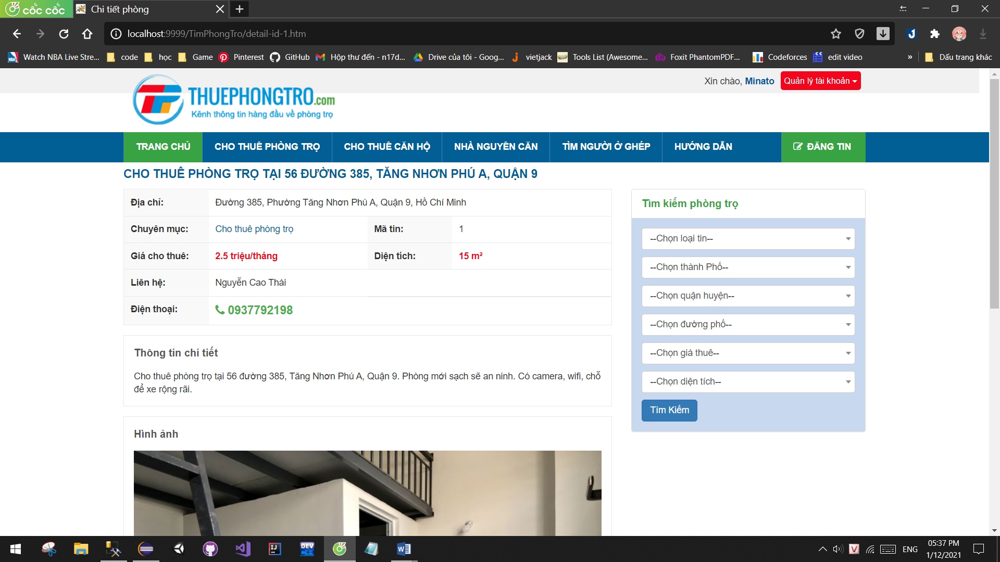 cốc cốc
Chi tiết phòng
localhost:9999/TimPhongTro/detail-id-1.htm
Watch NBA Live Stre...
code
học
Game
Pinterest
GitHub
Hộp thư đến - n17d...
Drive của tôi - Goog...
vietjack
Tools List (Awesome...
Foxit PhantomPDF...
Codeforces
edit video
»
Dấu trang khác
Xin chào, Minato
Quản lý tài khoản
THUEPHONGTRO.com
Kênh thông tin hàng đầu về phòng trọ
TRANG CHỦ
CHO THUÊ PHÒNG TRỌ
CHO THUÊ CĂN HỘ
NHÀ NGUYÊN CĂN
TÌM NGƯỜI Ở GHÉP
HƯỚNG DẪN
ĐĂNG TIN
CHO THUÊ PHÒNG TRỌ TẠI 56 ĐƯỜNG 385, TĂNG NHƠN PHÚ A, QUẬN 9
Địa chỉ: Đường 385, Phường Tăng Nhơn Phú A, Quận 9, Hồ Chí Minh
Chuyên mục: Cho thuê phòng trọ Mã tin: 1
Giá cho thuê: 2.5 triệu/tháng Diện tích: 15 m²
Liên hệ: Nguyễn Cao Thái
Điện thoại: 0937792198
Thông tin chi tiết
Cho thuê phòng trọ tại 56 đường 385, Tăng Nhơn Phú A, Quận 9. Phòng mới sạch sẽ an ninh. Có camera, wifi, chỗ
để xe rộng rãi.
Hình ảnh
Tìm kiếm phòng trọ
--Chọn loại tin--
--Chọn thành Phố--
--Chọn quận huyện--
--Chọn đường phố--
--Chọn giá thuê--
--Chọn diện tích--
Tìm Kiếm
ENG
05:37 PM
1/12/2021